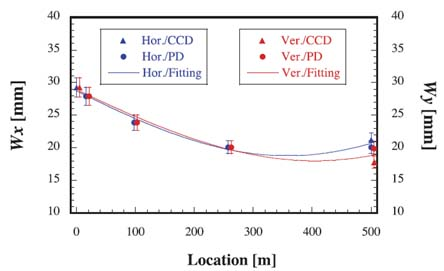 40 40
Hor./CCD Ver./CCD
35 Hor./PD Ver./PD 35
Hor./Fitting Ver./Fitting
30 30
Wx [mm] 25 25 Wy [mm]
20 20
15 15
10 10
0 100 200 300 400 500
Location [m]